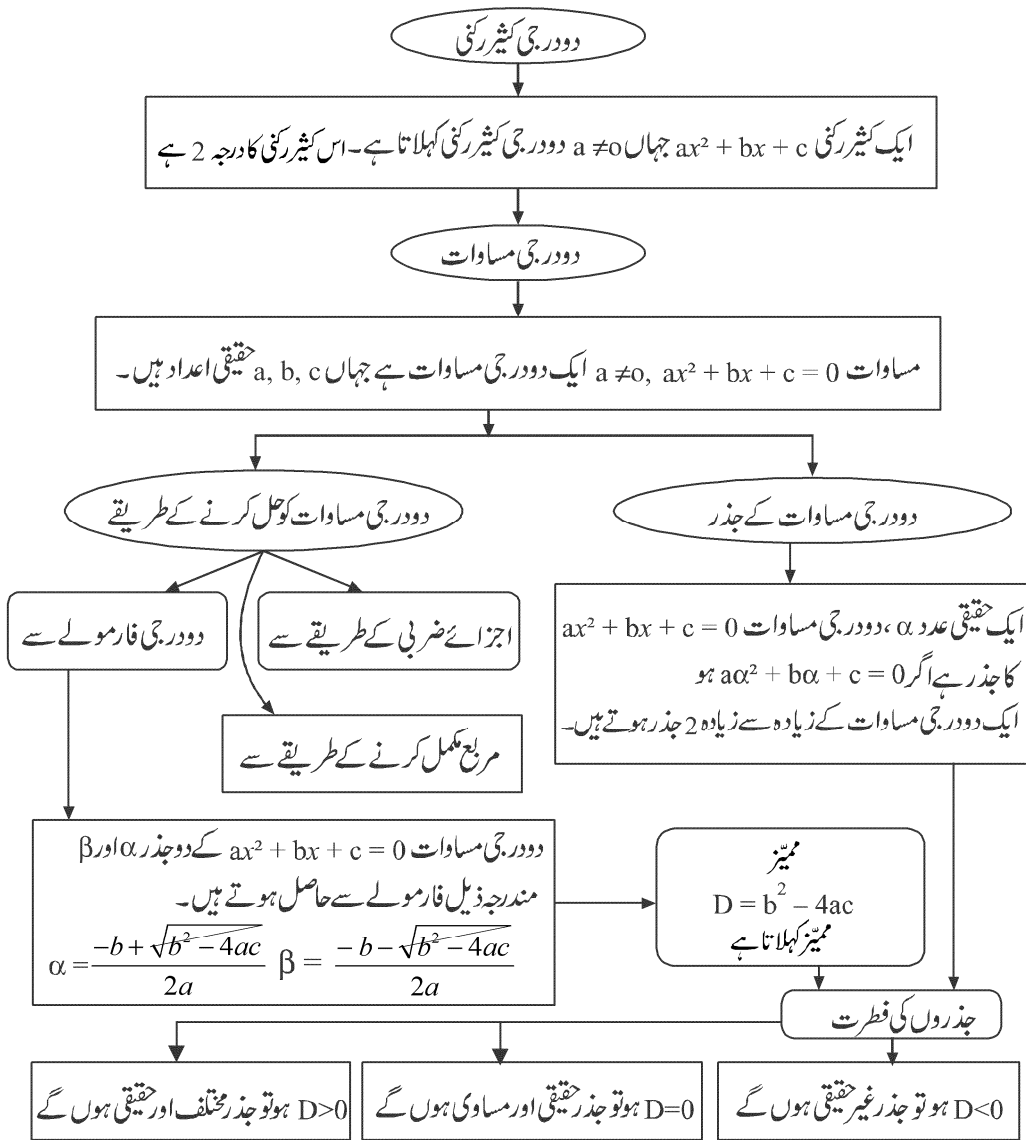 دو درجی کثیر رکنی
ایک کثیر رکنی ax² + bx + c جہاں a ≠o دو درجی کثیر رکنی کہلاتا ہے۔ اس کثیر رکنی کا درجہ 2 ہے
دو درجی مساوات
مساوات a ≠o, ax² + bx + c = 0 ایک دو درجی مساوات ہے جہاں a, b, c حقیقی اعداد ہیں۔
دو درجی مساوات کے جذر
دو درجی مساوات کو حل کرنے کے طریقے
ایک حقیقی عدد α، دو درجی مساوات ax² + bx + c = 0
کا جذر ہے اگر aα² + bα + c = 0 ہو
ایک دو درجی مساوات کے زیادہ سے زیادہ 2 جذر ہوتے ہیں۔
اجزائے ضربی کے طریقے سے
دو درجی فارمولے سے
مربع مکمل کرنے کے طریقے سے
دو درجی مساوات ax² + bx + c = 0 کے دو جذر α اور β
مندرجہ ذیل فارمولے سے حاصل ہوتے ہیں۔
α = (−b + √(b² − 4ac))/2a β = (−b − √(b² − 4ac))/2a
ممیّز
D = b² – 4ac
ممیّز کہلاتا ہے
جذروں کی فطرت
D<0 ہو تو جذر غیر حقیقی ہوں گے
D=0 ہو تو جذر حقیقی اور مساوی ہوں گے
D>0 ہو تو جذر مختلف اور حقیقی ہوں گے